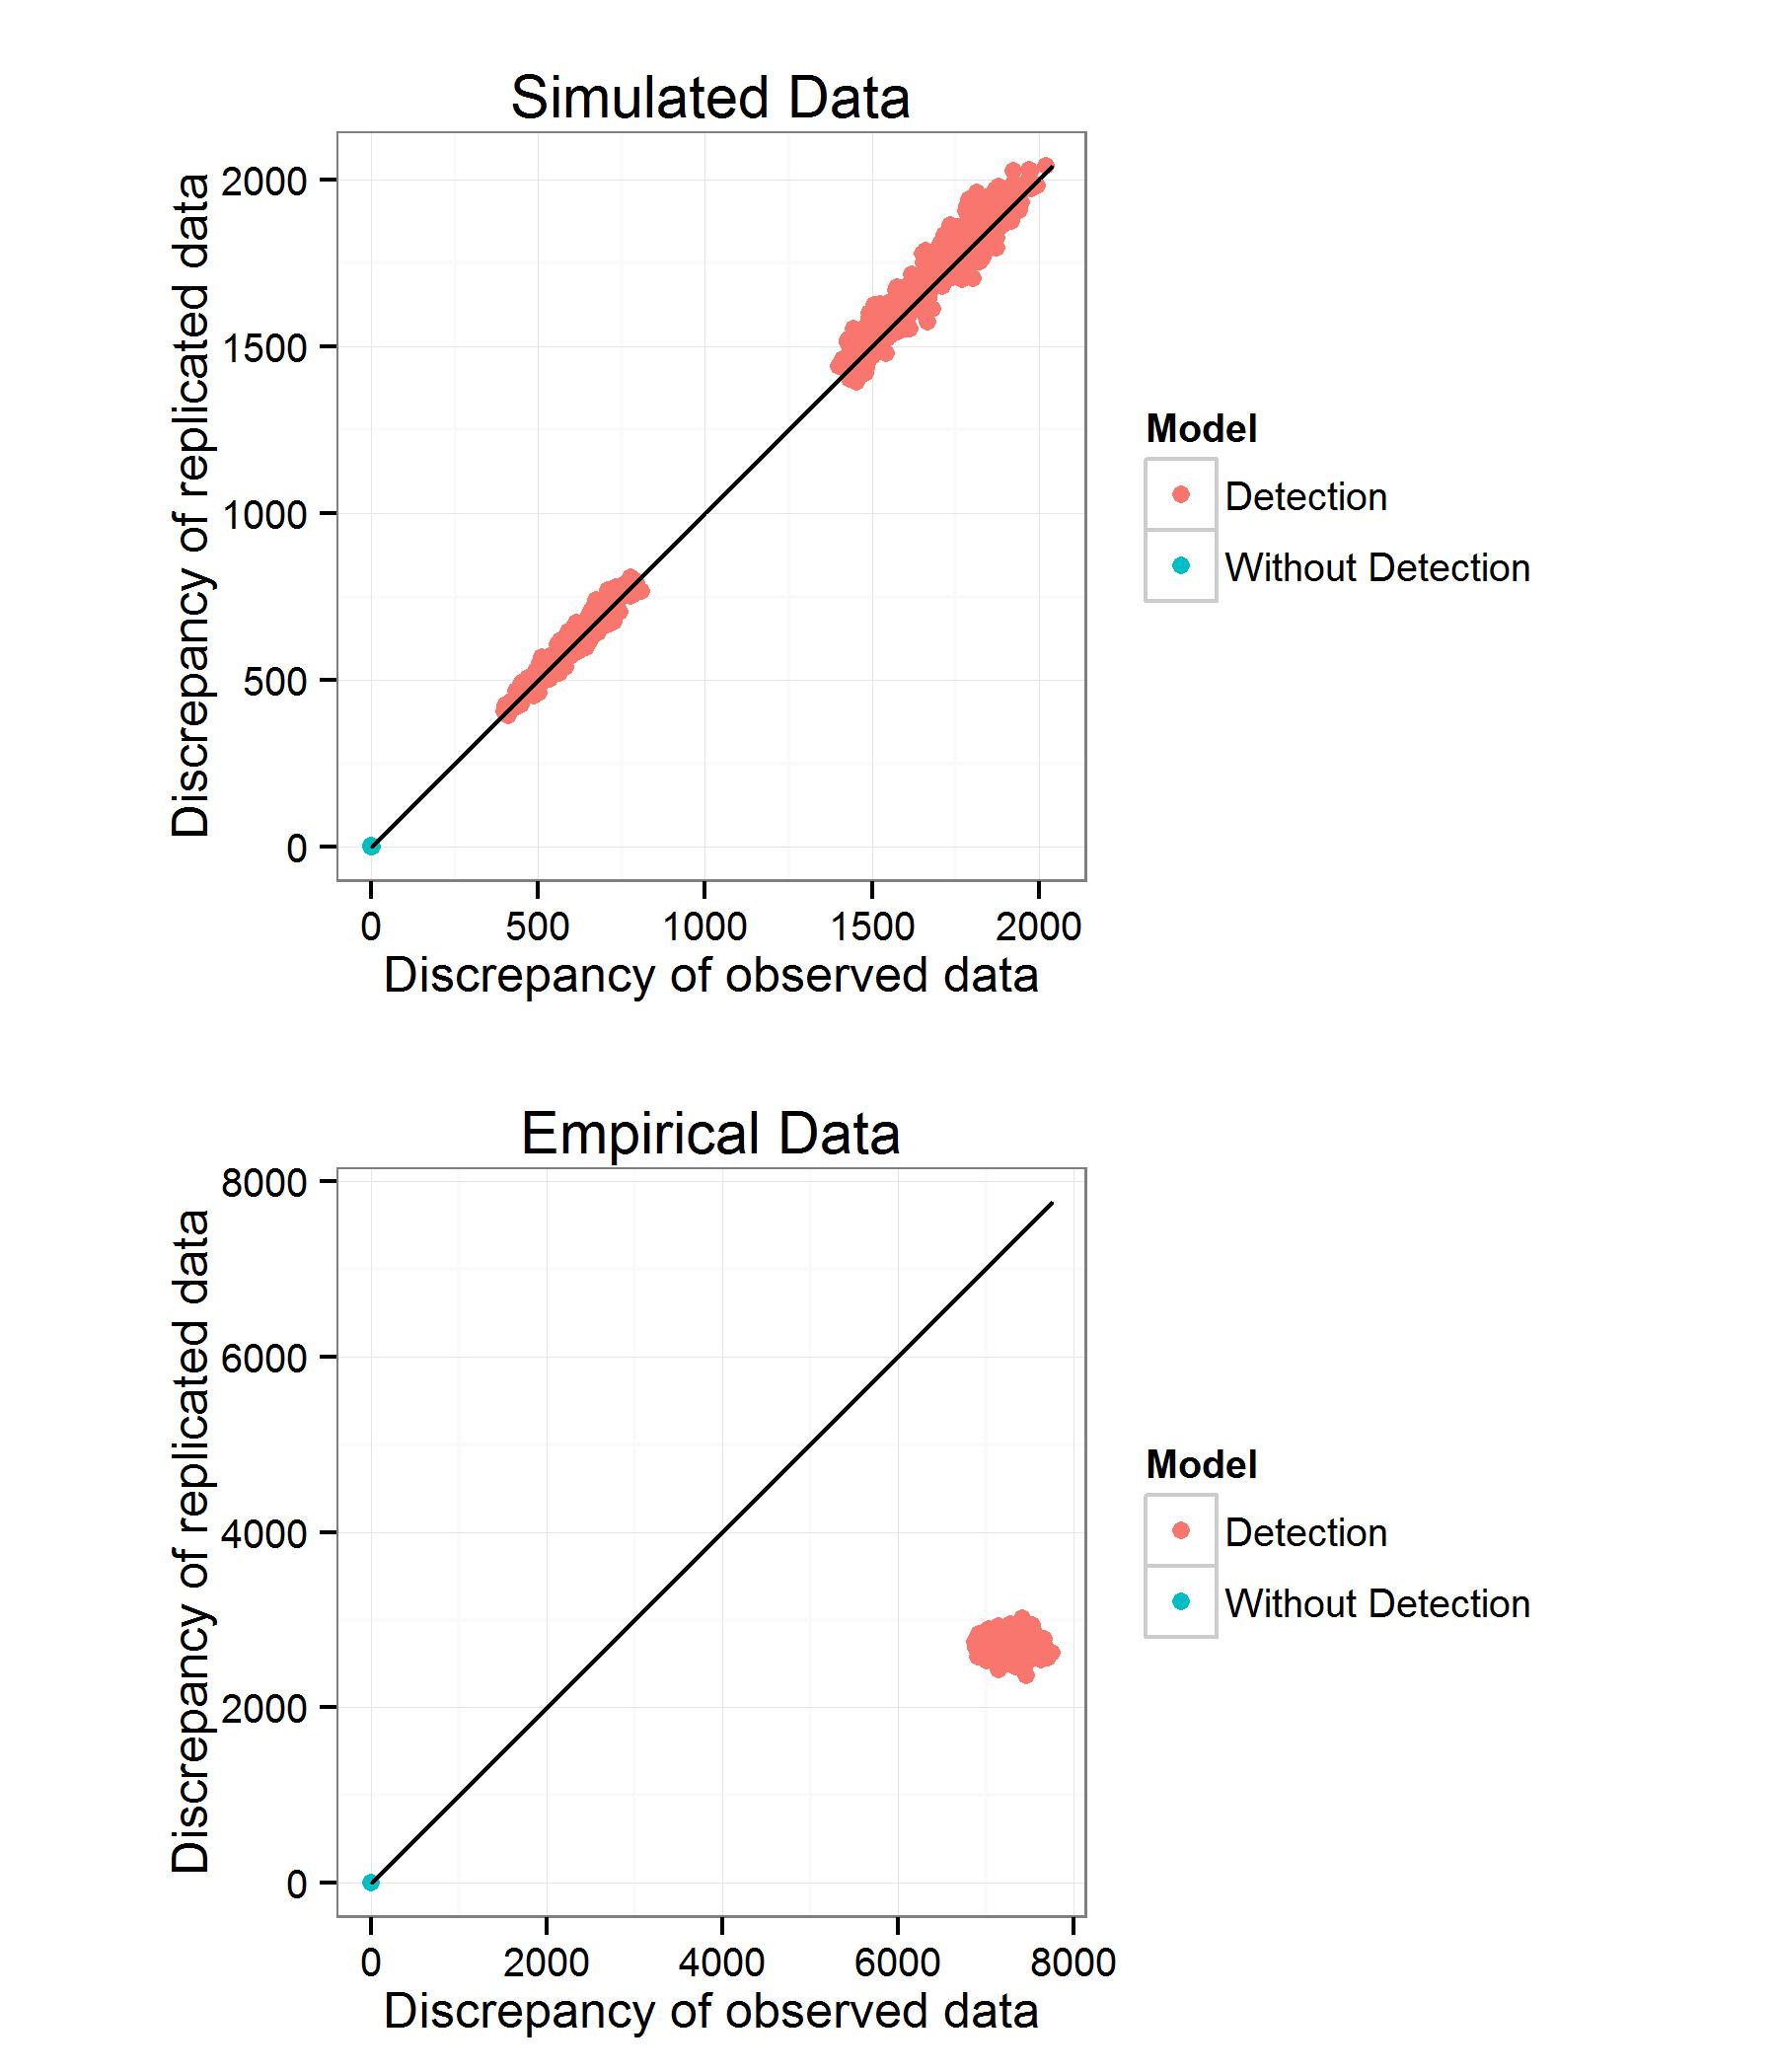 Simulated Data
Discrepancy of replicated data
2000
1500
1000
500
0
0 500 1000 1500 2000
Discrepancy of observed data
Model
Detection
Without Detection
Empirical Data
Discrepancy of replicated data
8000
6000
4000
2000
0
0 2000 4000 6000 8000
Discrepancy of observed data
Model
Detection
Without Detection